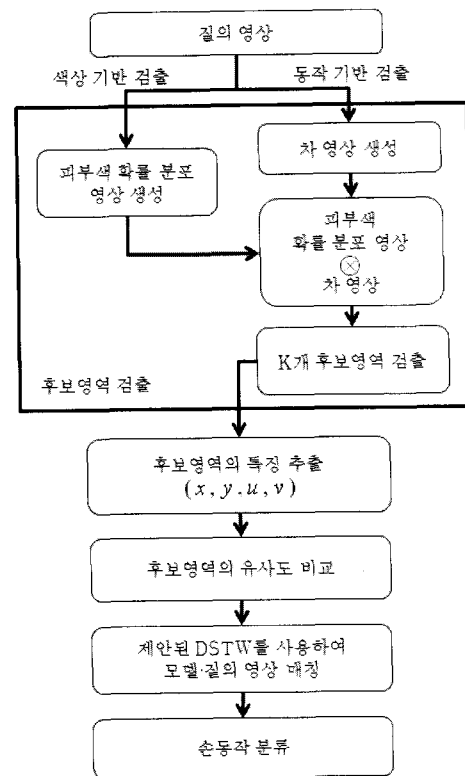 질의 영상
색상 기반 검출
동작 기반 검출
차 영상 생성
피부색 확률 분포
영상 생성
피부색
확률 분포 영상
⊗
차 영상
K개 후보영역 검출
후보영역 검출
후보영역의 특징 추출
(x, y, u, v)
후보영역의 유사도 비교
제안된 DSTW를 사용하여
모델·질의 영상 매칭
손동작 분류